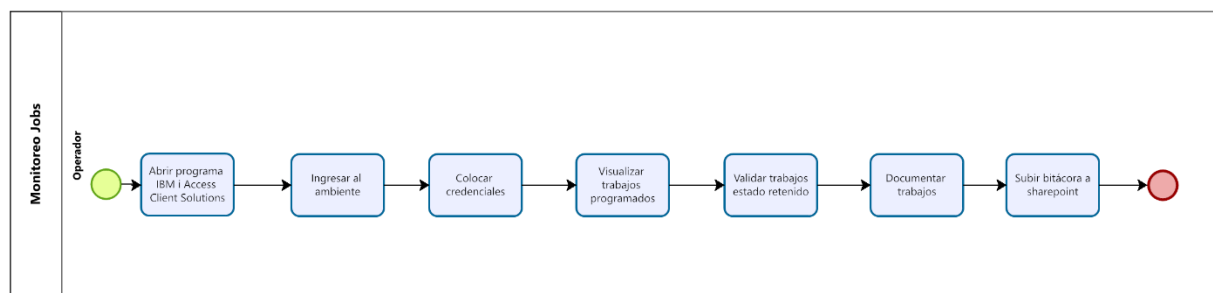 Monitoreo Jobs
Operador
Abrir programa
IBM i Access
Client Solutions
Ingresar al
ambiente
Colocar
credenciales
Visualizar
trabajos
programados
Validar trabajos
estado retenido
Documentar
trabajos
Subir bitácora a
sharepoint